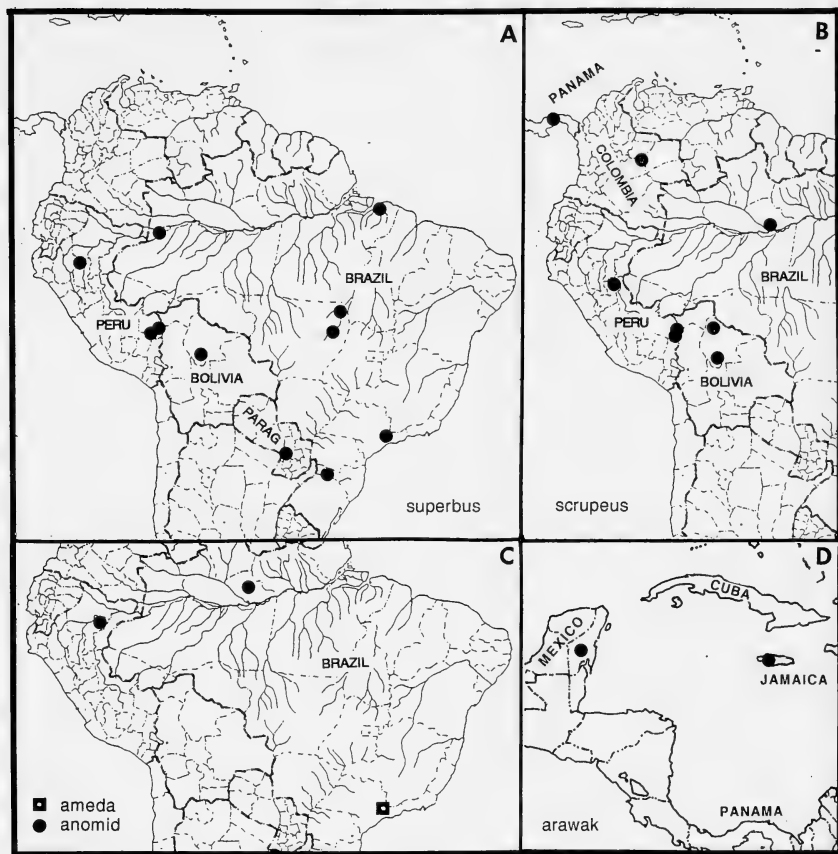 A
BRAZIL
PERU
BOLIVIA
PARAG
superbus
B
PANAMA
COLOMBIA
BRAZIL
PERU
BOLIVIA
scrupeus
C
BRAZIL
ameda
anomid
D
CUBA
MEXICO
JAMAICA
PANAMA
arawak